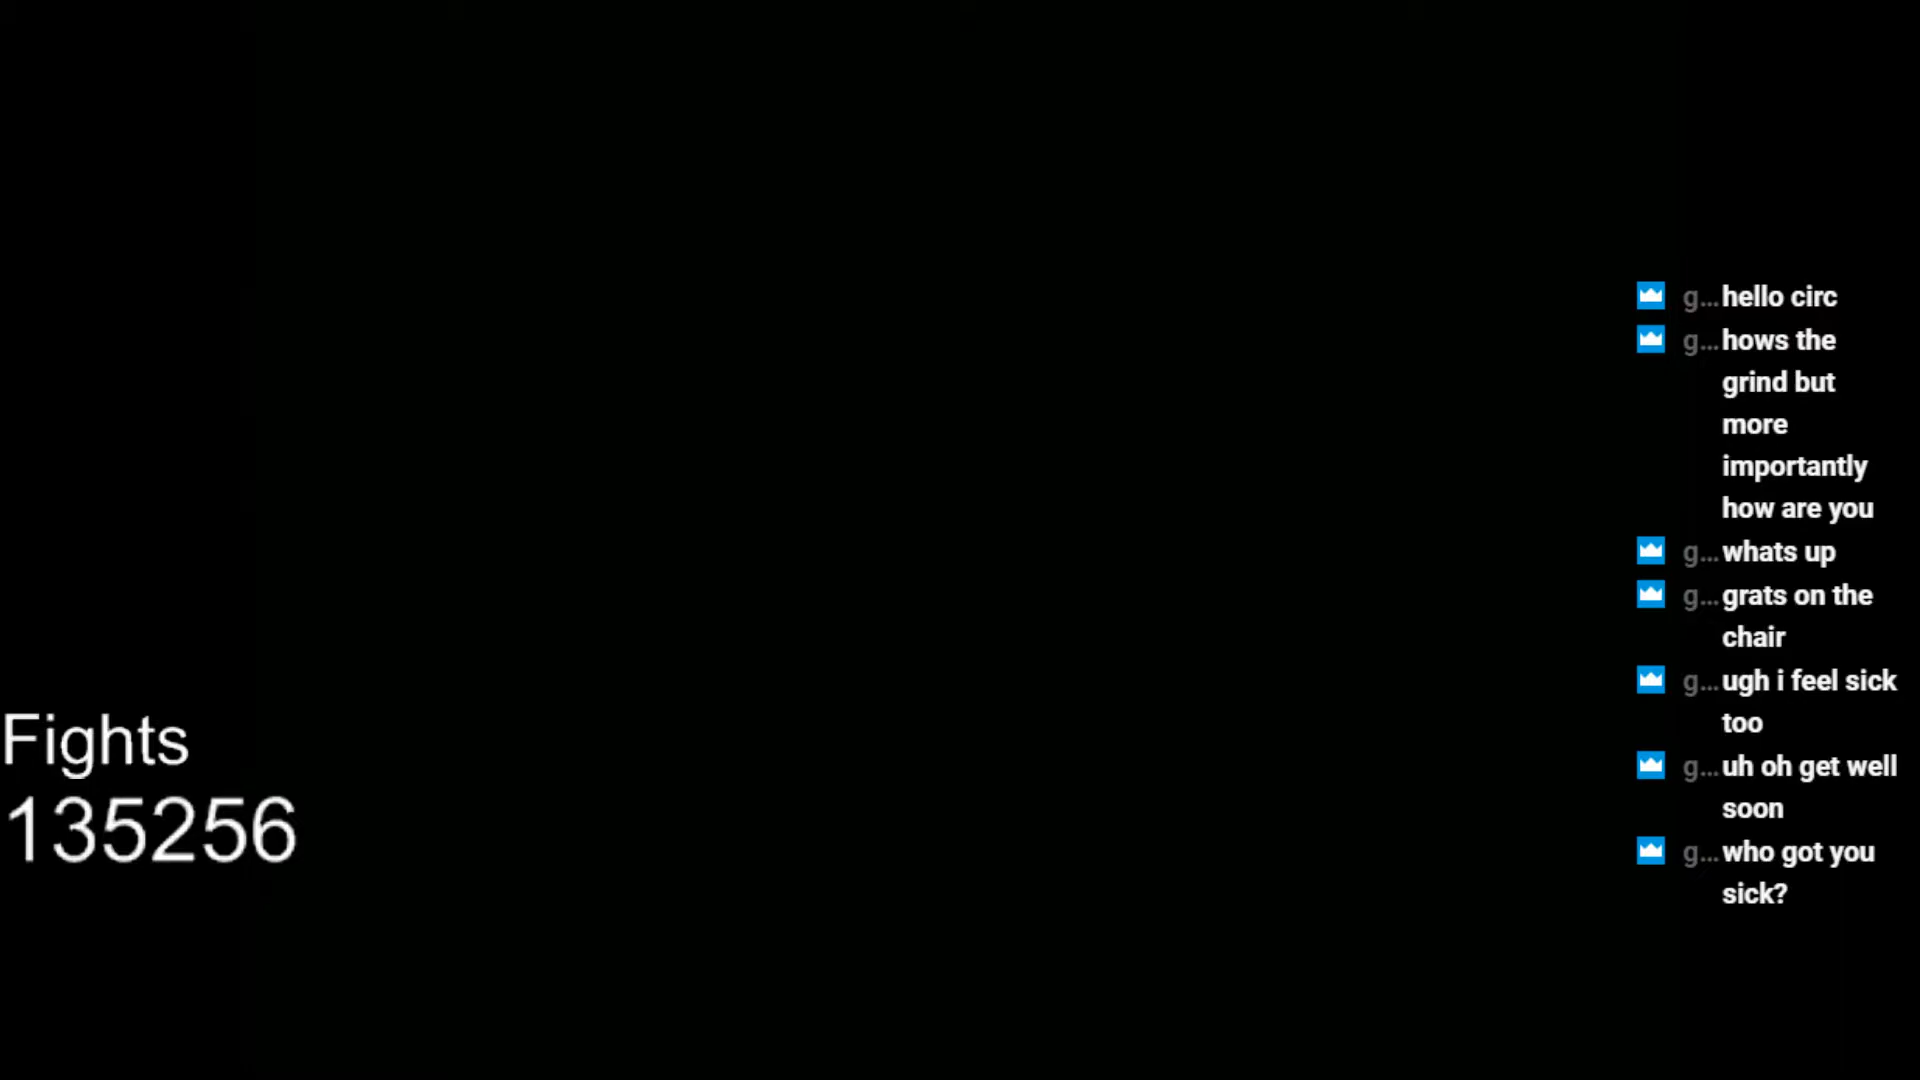 g...hello circ
g...hows the
grind but
more
importantly
how are you
g...whats up
g...grats on the
chair
g...ugh i feel sick
too
g...uh oh get well
soon
g...who got you
sick?
Fights
135256